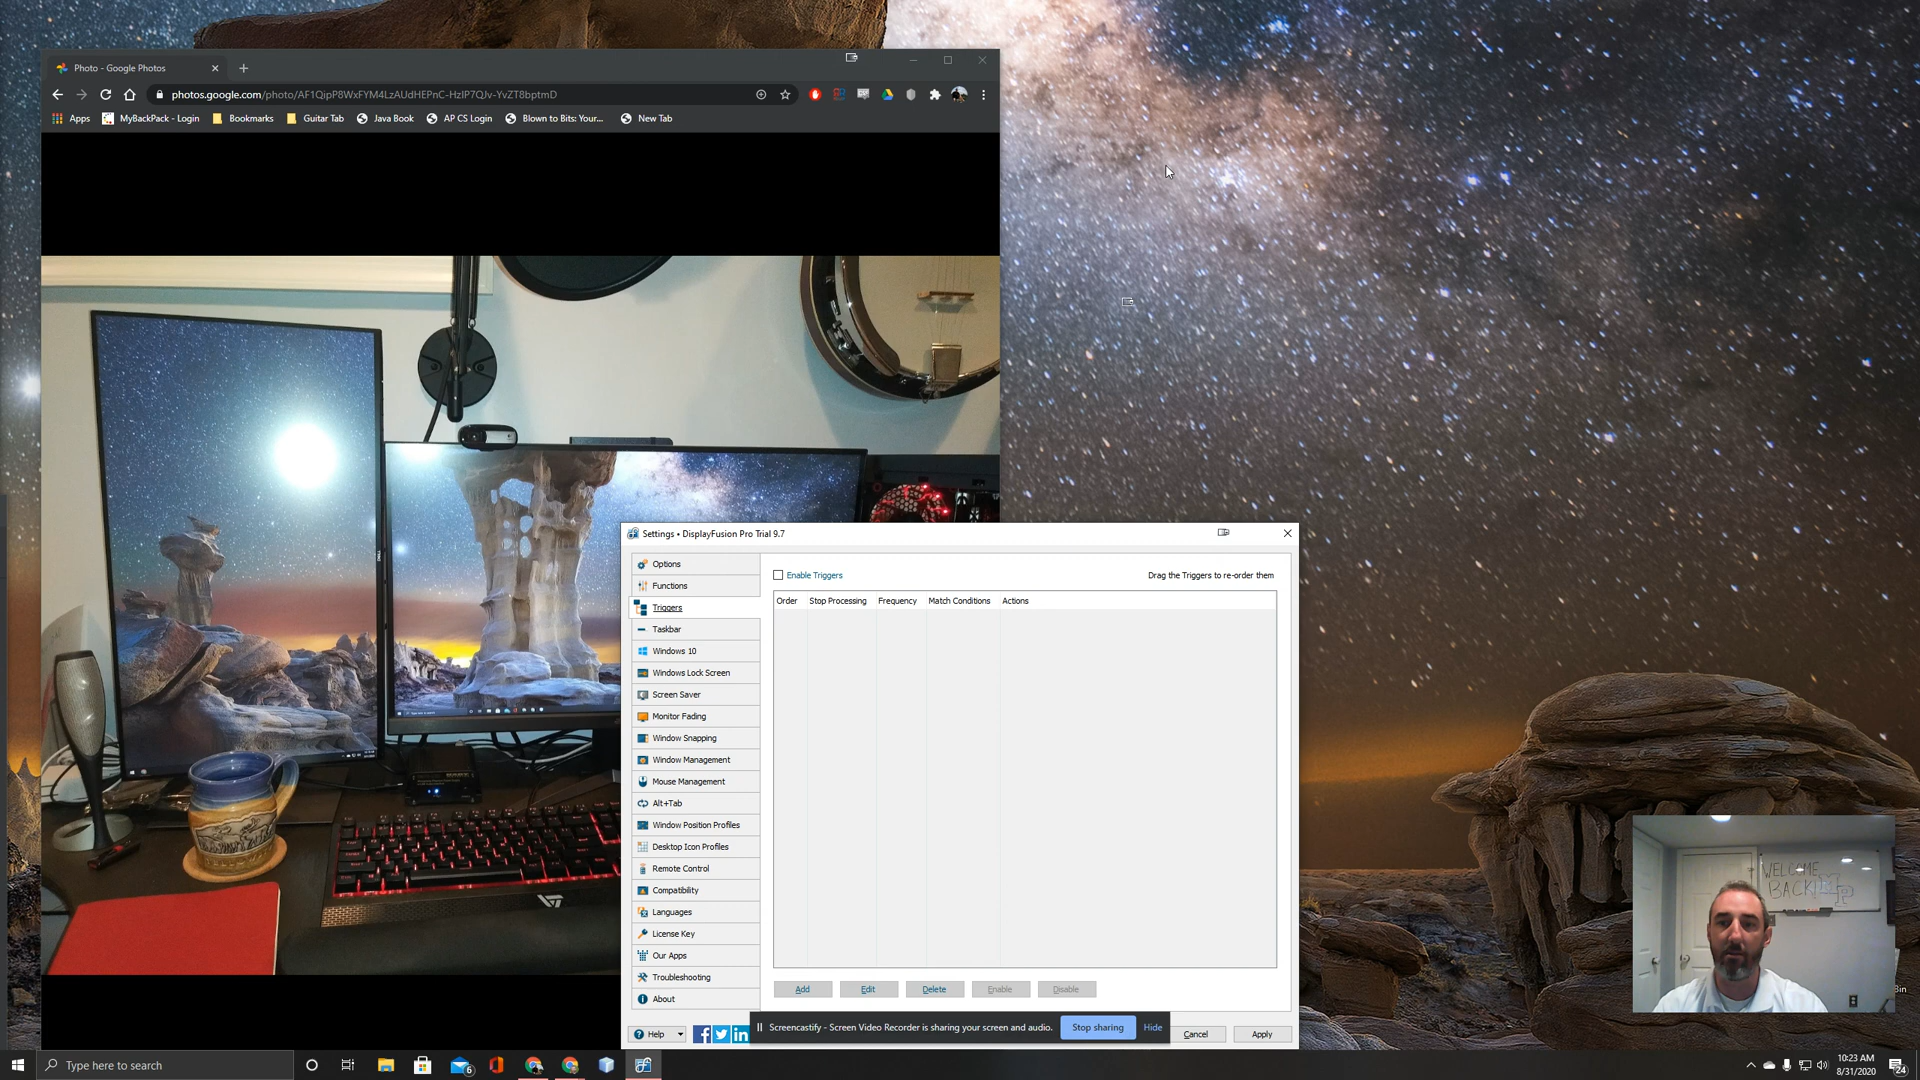 Photo - Google Photos
photos.google.com/photo/AF1QipP8WxFYM4LzAUdHEPnC-HzIP7QJv-YvZT8bptmD
Apps MyBackPack - Login Bookmarks Guitar Tab Java Book AP CS Login Blown to Bits: Your... New Tab
Settings • DisplayFusion Pro Trial 9.7
Options
Functions
Triggers
Taskbar
Windows 10
Windows Lock Screen
Screen Saver
Monitor Fading
Window Snapping
Window Management
Mouse Management
Alt+Tab
Window Position Profiles
Desktop Icon Profiles
Remote Control
Compatibility
Languages
License Key
Our Apps
Troubleshooting
About
Enable Triggers Drag the Triggers to re-order them
Order Stop Processing Frequency Match Conditions Actions
Add Edit Delete Enable Disable
Help Cancel Apply
Screencastify - Screen Video Recorder is sharing your screen and audio. Stop sharing Hide
WELCOME
BACK!
Bin
Type here to search
6
10:23 AM
8/31/2020
24